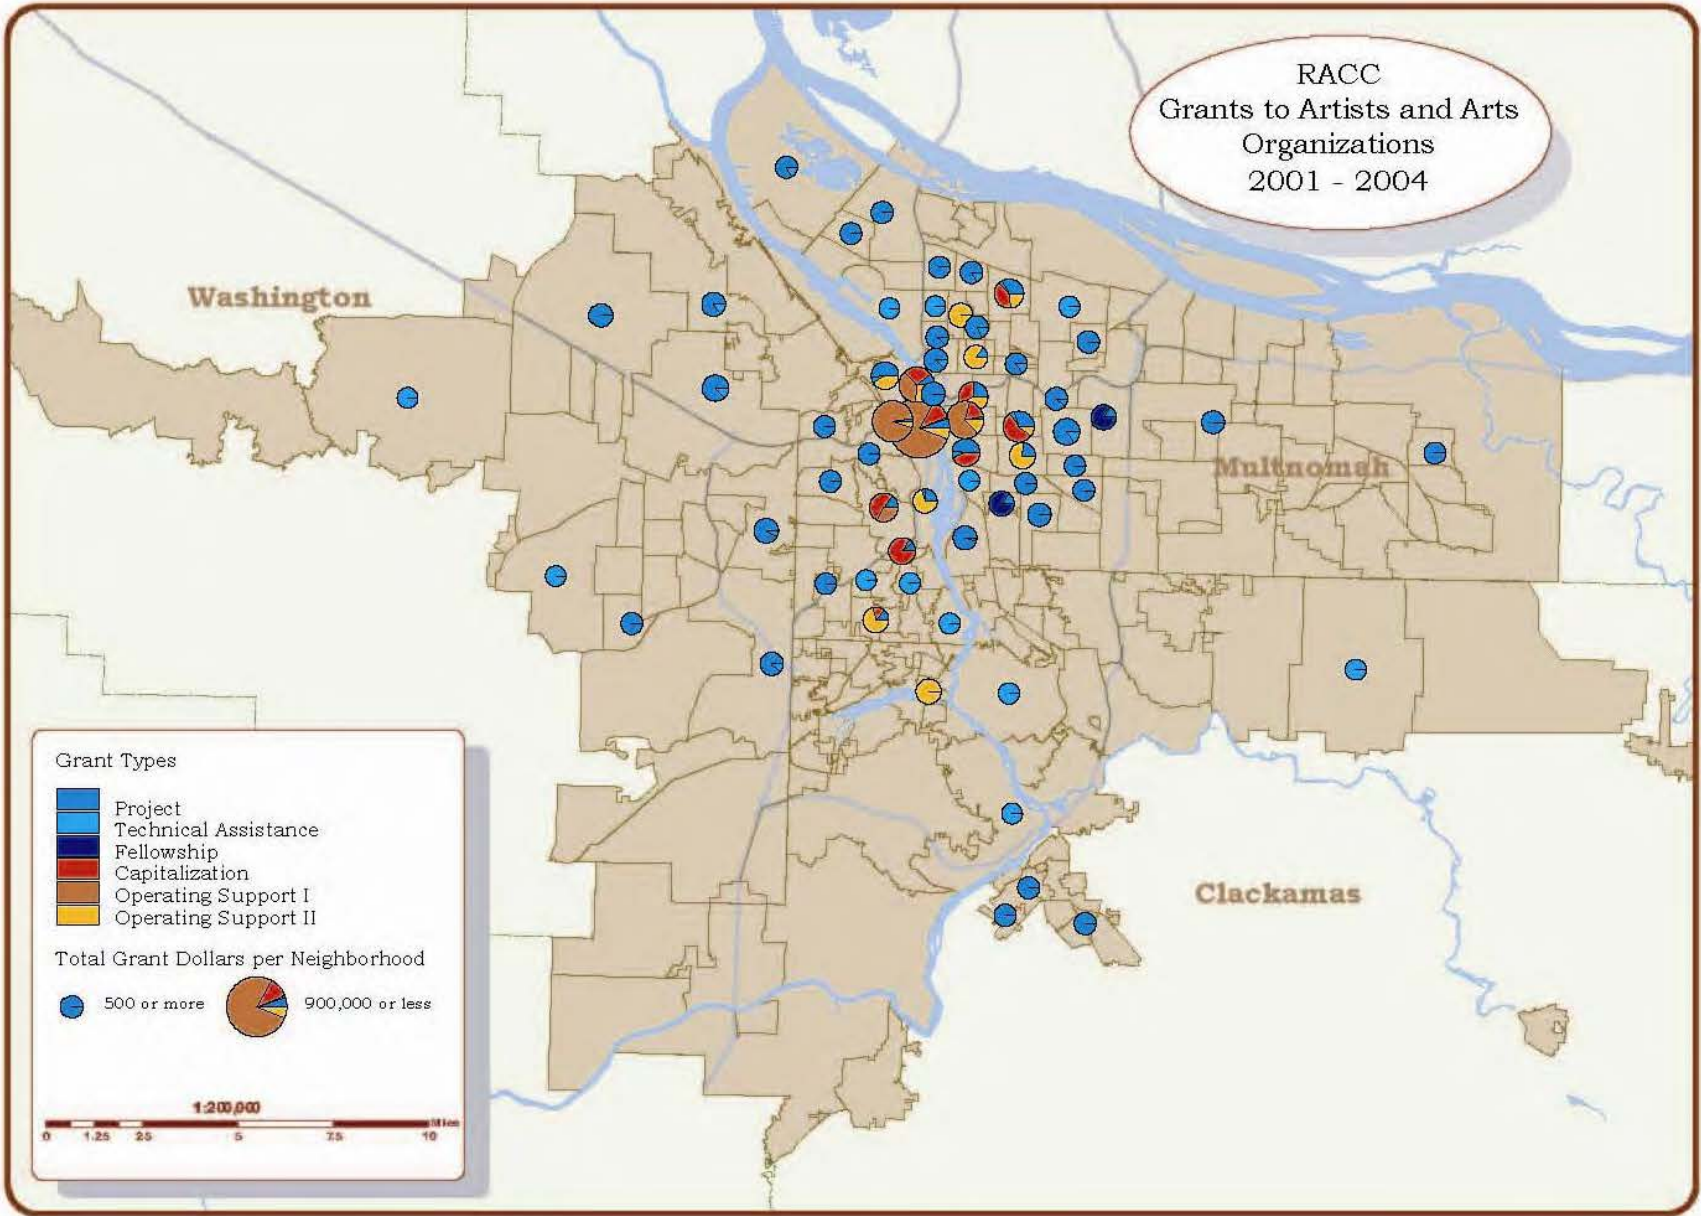 RACC
Grants to Artists and Arts
Organizations
2001 - 2004
Washington
Multnomah
Clackamas
Grant Types
Project
Technical Assistance
Fellowship
Capitalization
Operating Support I
Operating Support II
Total Grant Dollars per Neighborhood
500 or more 900,000 or less
1:200,000
Miles
0 1.25 2.5 5 7.5 10